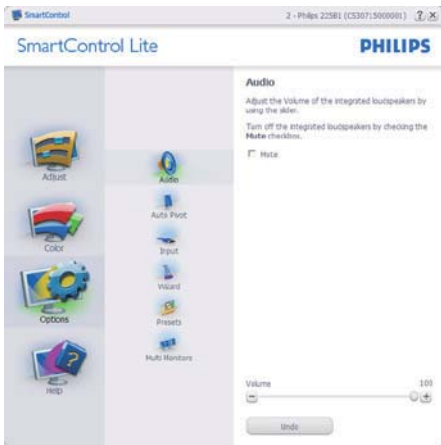 SmartControl
2 - Philips 225B1 (CS30715000001)
SmartControl Lite
PHILIPS
Adjust
Color
Options
Help
Audio
Auto Pivot
Input
Vizard
Presets
Multi Monitors
Audio
Adjust the Volume of the integrated loudspeakers by
using the slider.
Turn off the integrated loudspeakers by checking the
Mute checkbox.
Mute
Volume 100
Undo